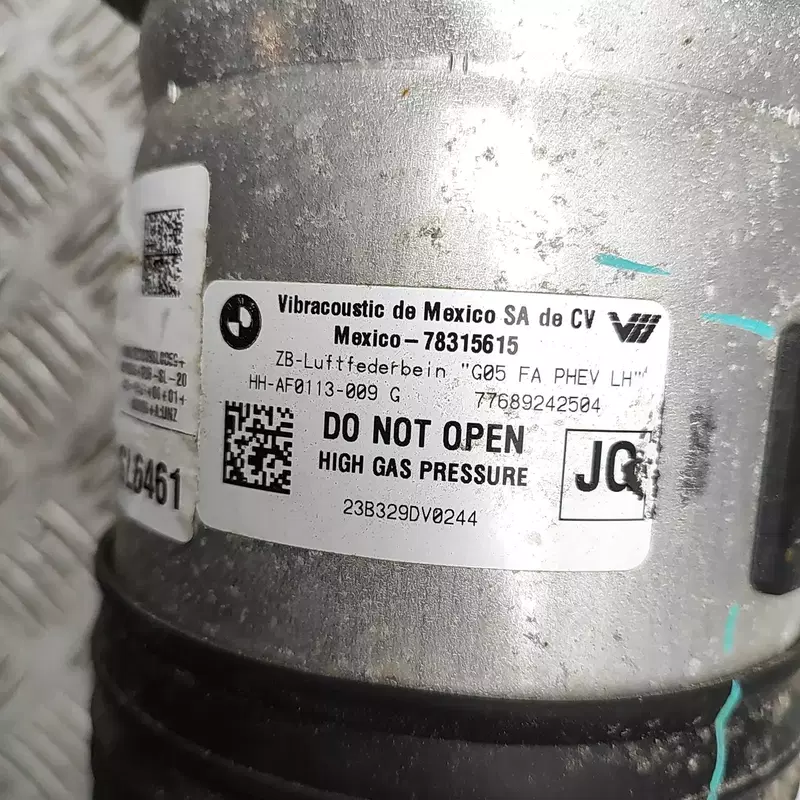 Vibracoustic de Mexico SA de CV
Mexico-78315615
ZB-Luftfederbein "G05 FA PHEV LH"
HH-AF0113-009 G 77689242504
DO NOT OPEN
HIGH GAS PRESSURE
JQ
23B329DV0244
6461